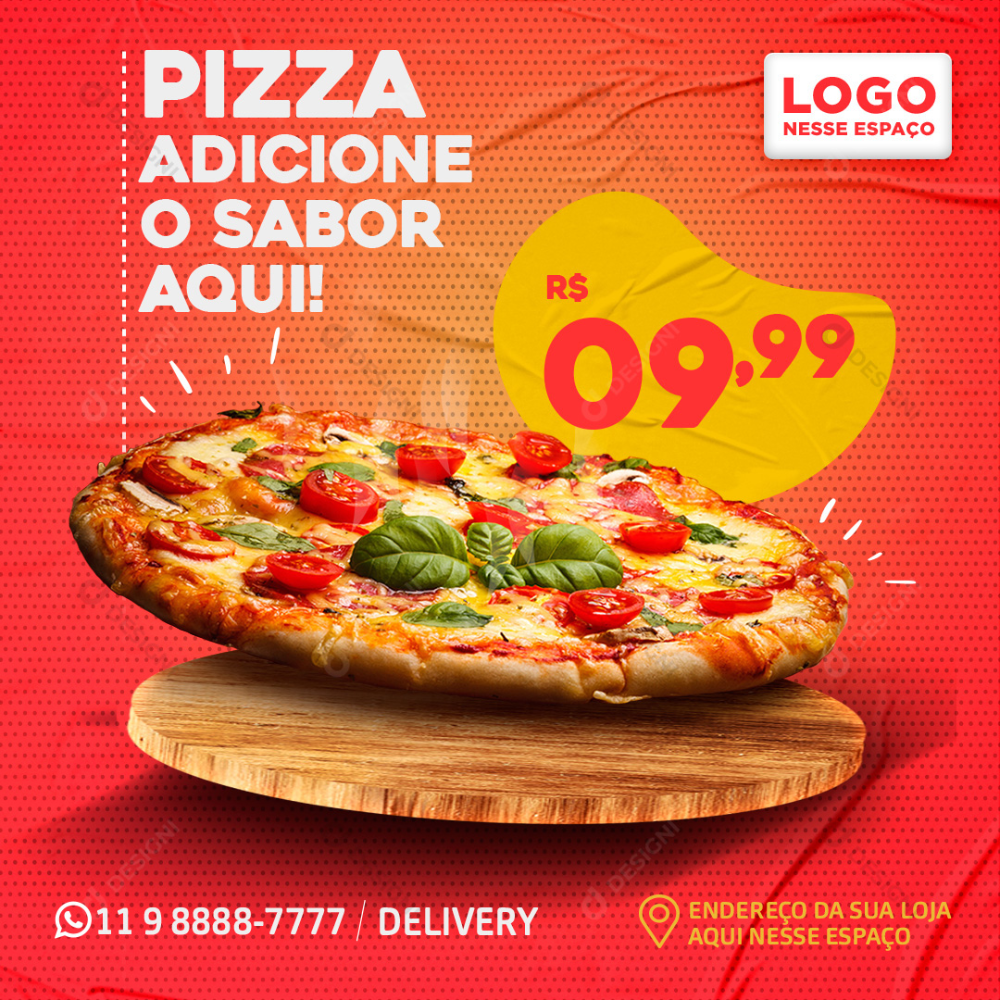 PIZZA
ADICIONE
O SABOR
AQUI!
LOGO
NESSE ESPAÇO
R$
09,99
11 9 8888-7777 | DELIVERY
ENDEREÇO DA SUA LOJA
AQUI NESSE ESPAÇO
DESIGNI